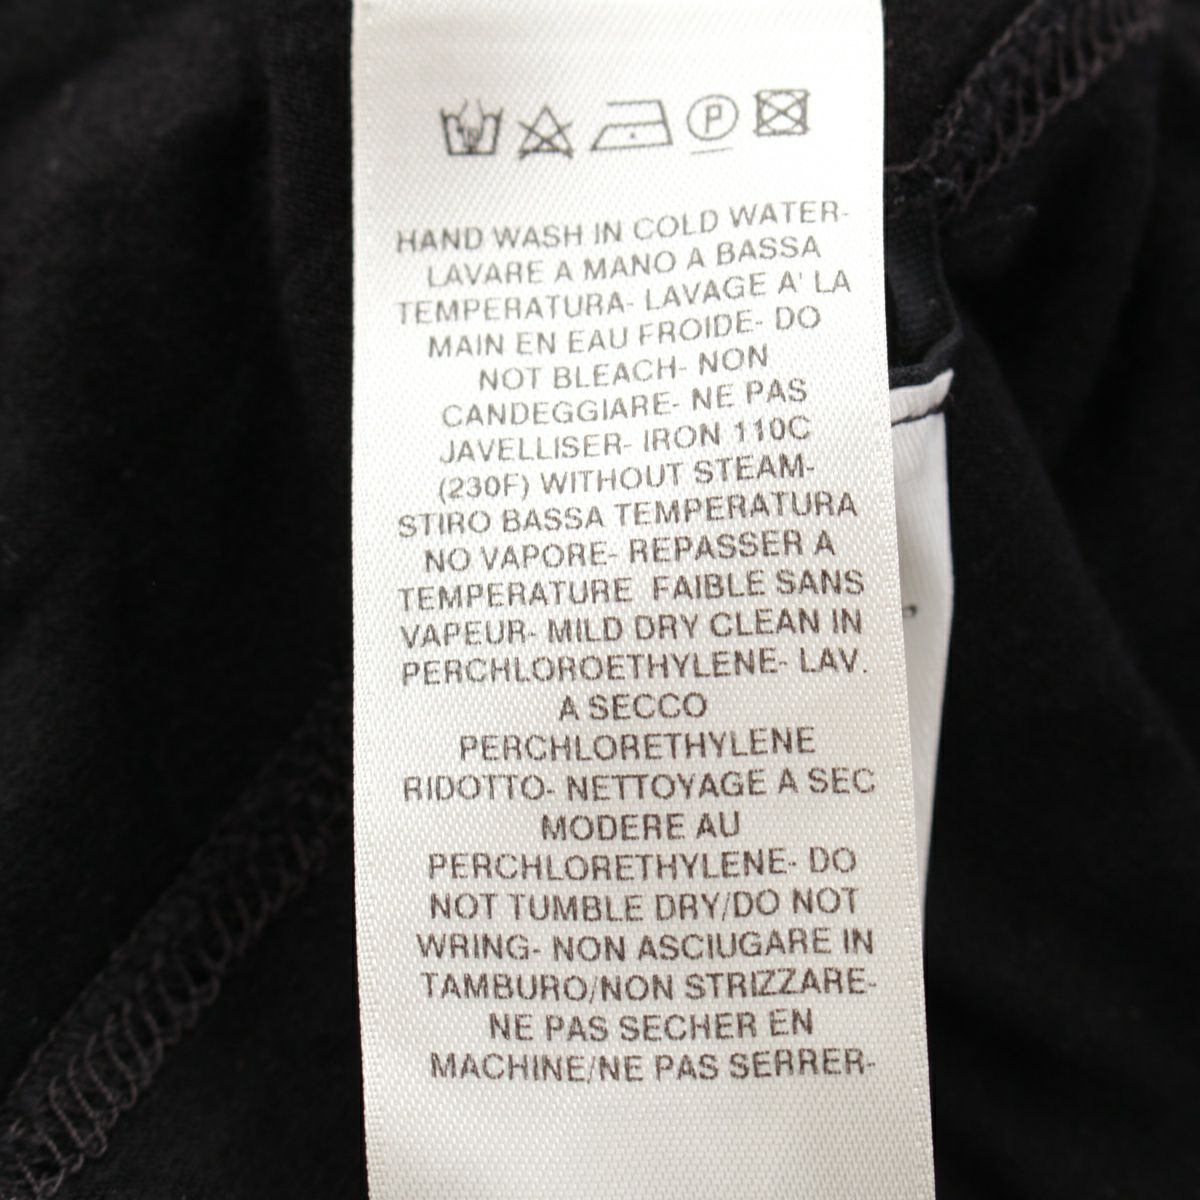 P
HAND WASH IN COLD WATER-
LAVARE A MANO A BASSA
TEMPERATURA- LAVAGE A' LA
MAIN EN EAU FROIDE- DO
NOT BLEACH- NON
CANDEGGIARE- NE PAS
JAVELLISER- IRON 110C
(230F) WITHOUT STEAM-
STIRO BASSA TEMPERATURA
NO VAPORE- REPASSER A
TEMPERATURE FAIBLE SANS
VAPEUR- MILD DRY CLEAN IN
PERCHLOROETHYLENE- LAV.
A SECCO
PERCHLORETHYLENE
RIDOTTO- NETTOYAGE A SEC
MODERE AU
PERCHLORETHYLENE- DO
NOT TUMBLE DRY/DO NOT
WRING- NON ASCIUGARE IN
TAMBURO/NON STRIZZARE-
NE PAS SECHER EN
MACHINE/NE PAS SERRER-